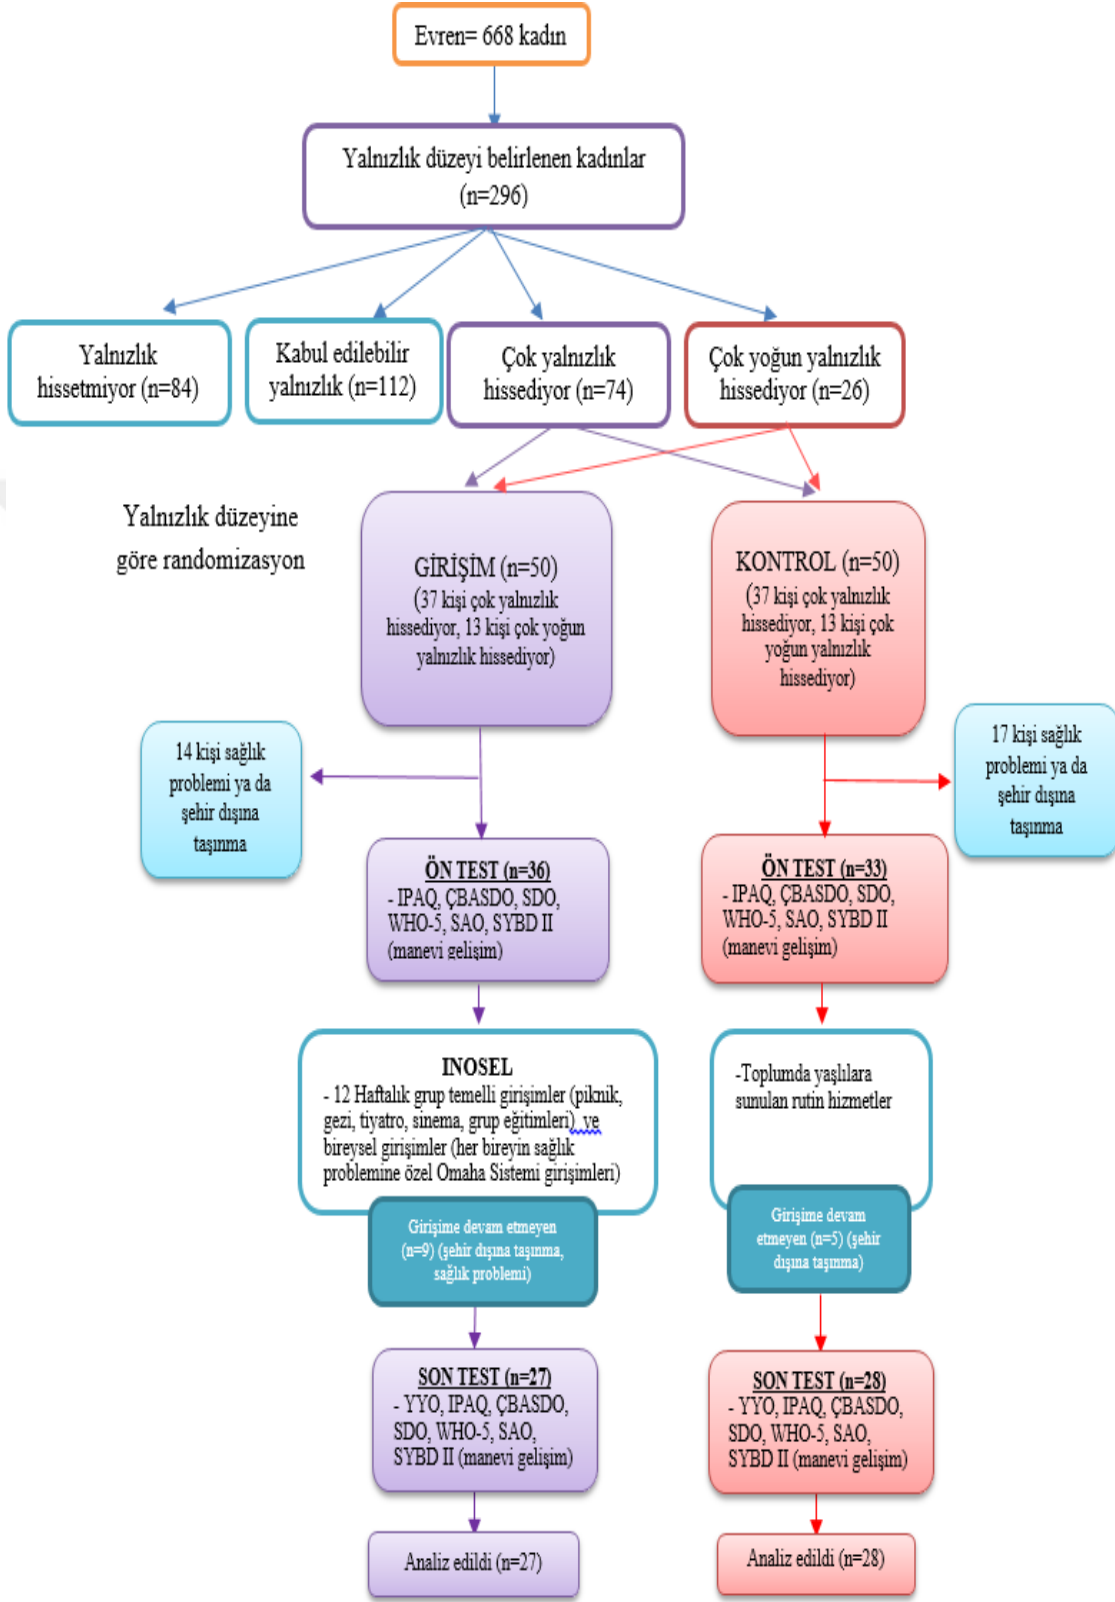 Evren= 668 kadın
Yalnızlık düzeyi belirlenen kadınlar
(n=296)
Yalnızlık
hissetmiyor (n=84)
Kabul edilebilir
yalnızlık (n=112)
Çok yalnızlık
hissediyor (n=74)
Çok yoğun yalnızlık
hissediyor (n=26)
Yalnızlık düzeyine
göre randomizasyon
GİRİŞİM (n=50)
(37 kişi çok yalnızlık
hissediyor, 13 kişi çok yoğun
yalnızlık hissediyor)
KONTROL (n=50)
(37 kişi çok yalnızlık
hissediyor, 13 kişi çok
yoğun yalnızlık
hissediyor)
14 kişi sağlık
problemi ya da
şehir dışına
taşınma
17 kişi sağlık
problemi ya da
şehir dışına
taşınma
ÖN TEST (n=36)
- IPAQ, ÇBASDO, SDO,
WHO-5, SAO, SYBD II
(manevi gelişim)
ÖN TEST (n=33)
- IPAQ, ÇBASDO, SDO,
WHO-5, SAO, SYBD II
(manevi gelişim)
INOSEL
- 12 Haftalık grup temelli girişimler (piknik,
gezi, tiyatro, sinema, grup eğitimleri) ve
bireysel girişimler (her bireyin sağlık
problemine özel Omaha Sistemi girişimleri)
-Toplumda yaşlılara
sunulan rutin hizmetler
Girişime devam etmeyen
(n=9) (şehir dışına taşınma,
sağlık problemi)
Girişime devam
etmeyen (n=5) (şehir
dışına taşınma)
SON TEST (n=27)
- YYO, IPAQ, ÇBASDO,
SDO, WHO-5, SAO,
SYBD II (manevi gelişim)
SON TEST (n=28)
- YYO, IPAQ, ÇBASDO,
SDO, WHO-5, SAO,
SYBD II (manevi gelişim)
Analiz edildi (n=27)
Analiz edildi (n=28)